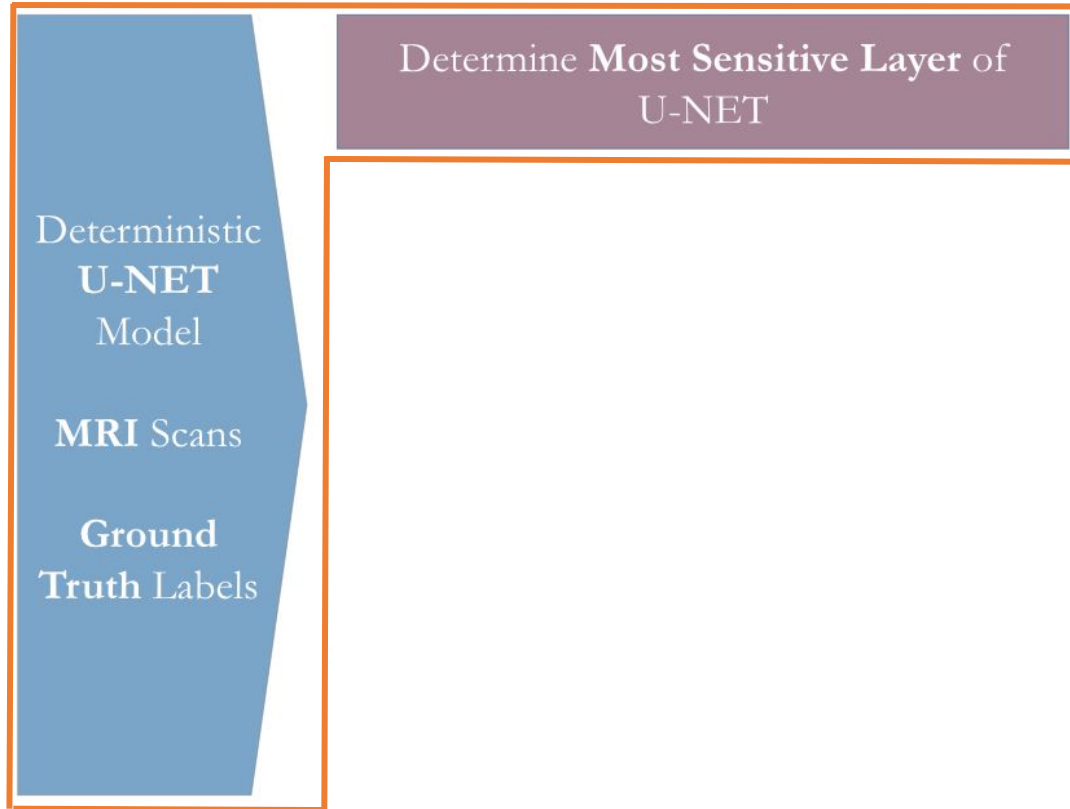 Determine Most Sensitive Layer of
U-NET
Deterministic
U-NET
Model
MRI Scans
Ground
Truth Labels